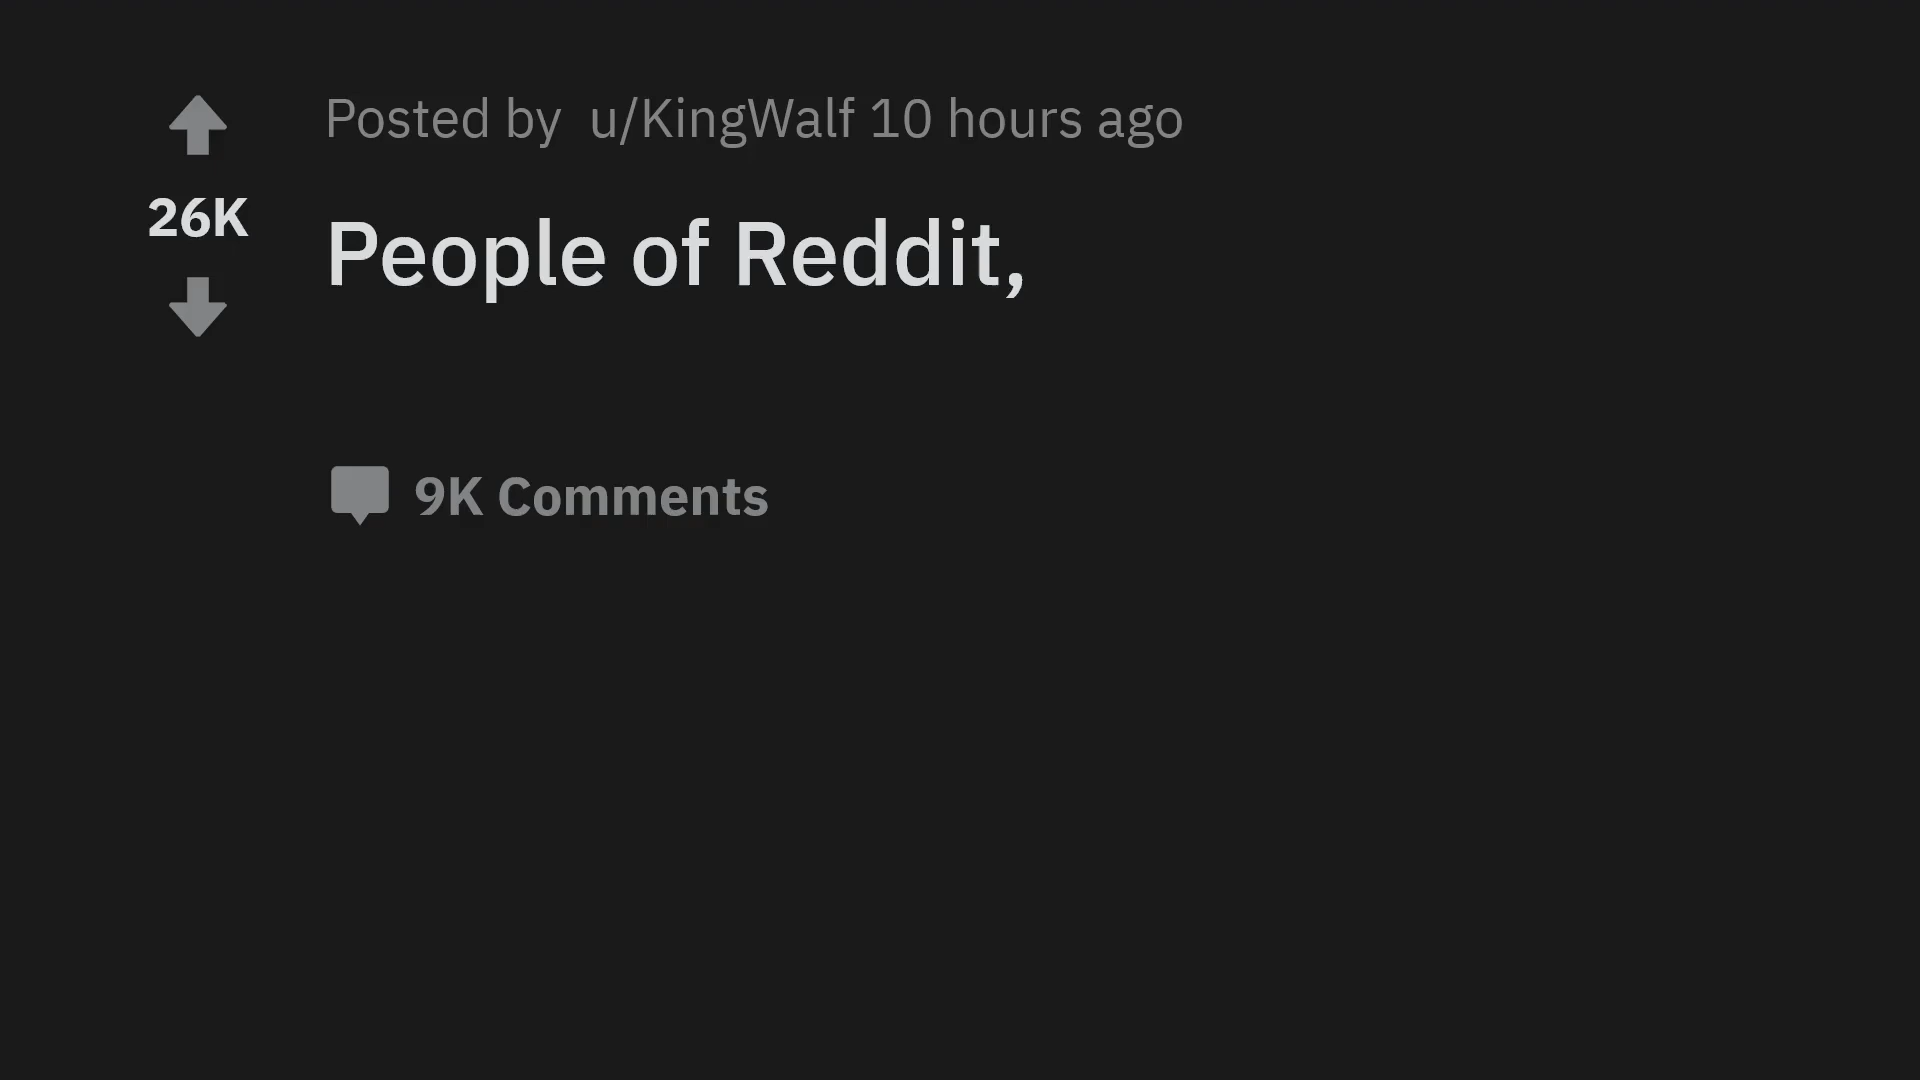 Posted by u/KingWalf 10 hours ago
26K
People of Reddit,
9K Comments